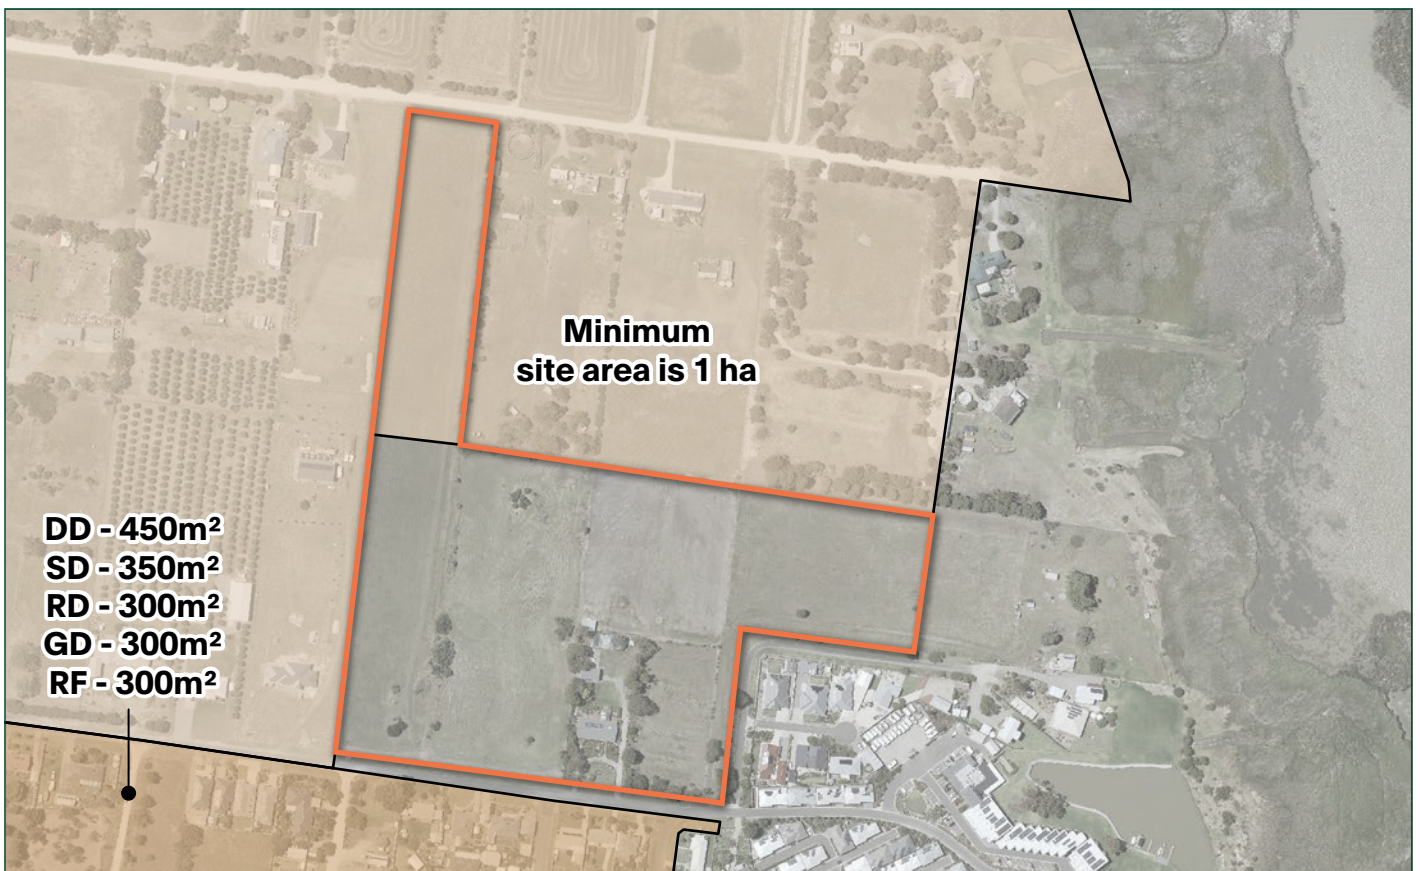 Minimum
site area is 1 ha
DD - 450m²
SD - 350m²
RD - 300m²
GD - 300m²
RF - 300m²